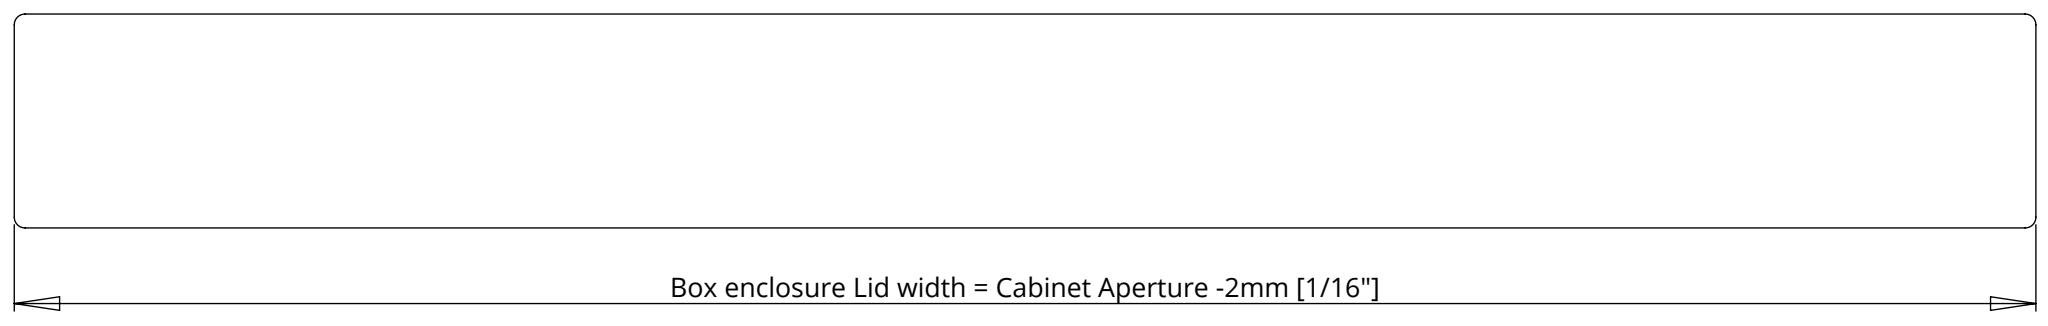 Box enclosure Lid width = Cabinet Aperture -2mm [1/16"]